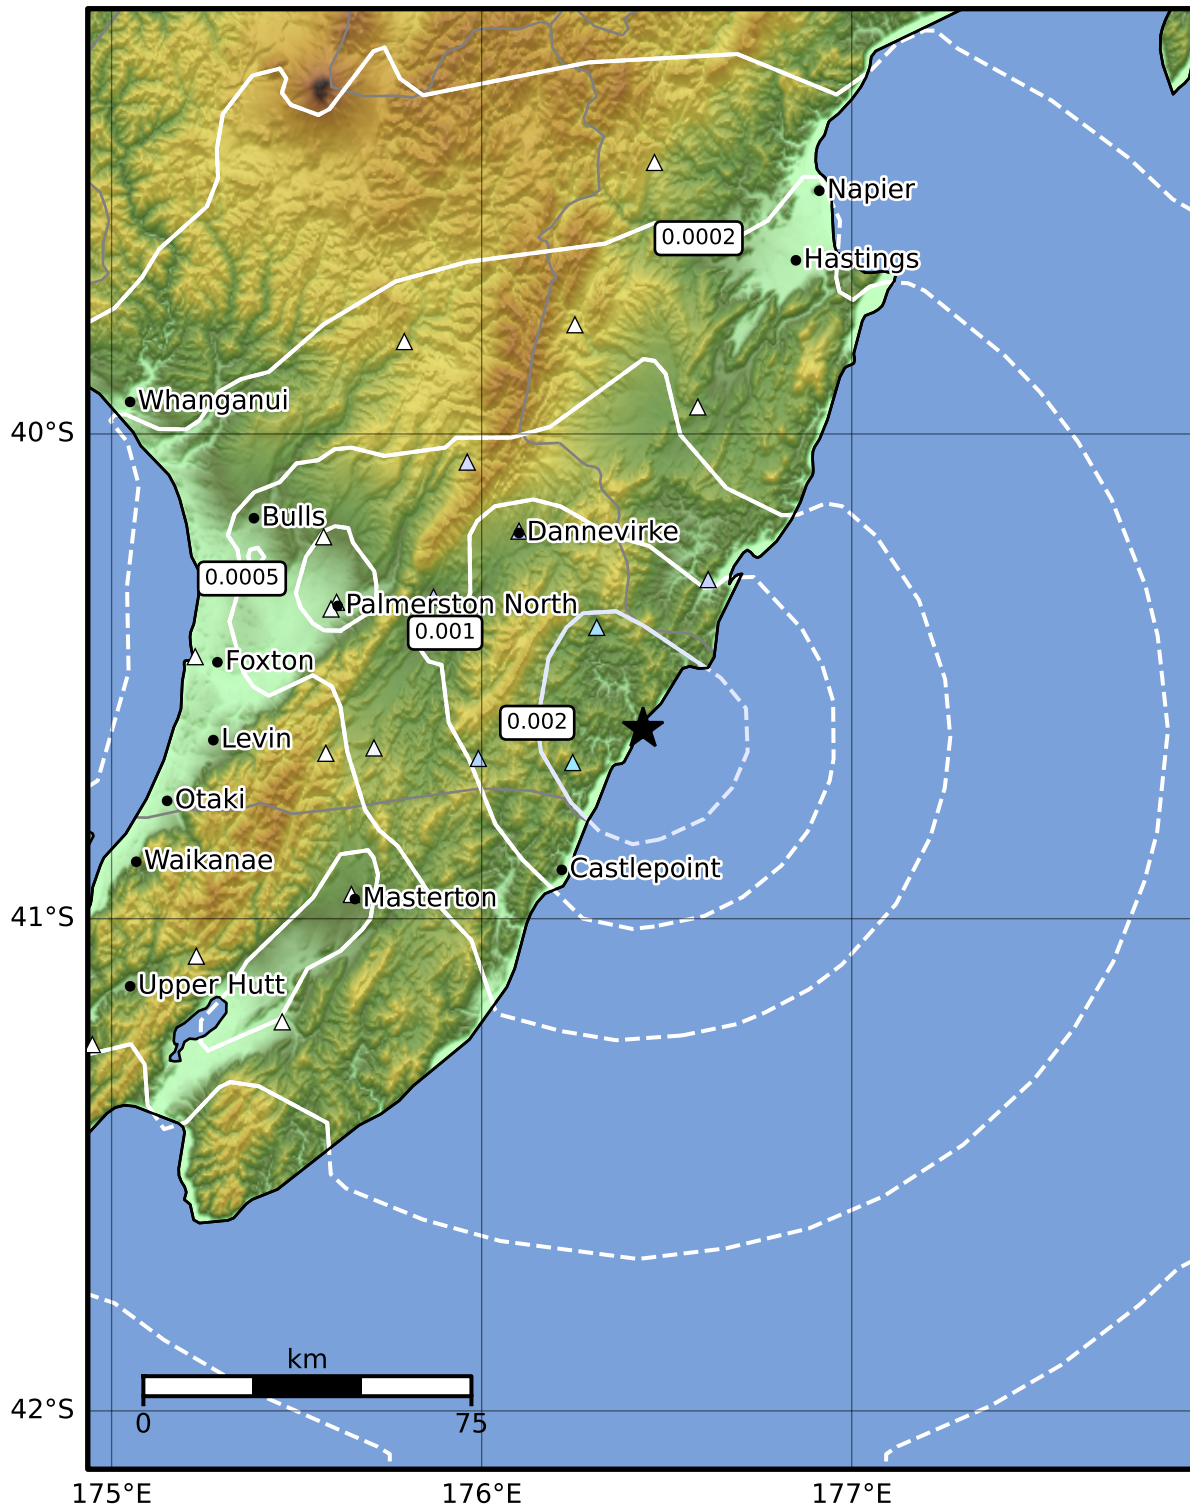 Napier
0.0002
Hastings
Whanganui
40°S
Bulls
Dannevirke
0.0005
Palmerston North
0.001
Foxton
0.002
Levin
Otaki
Waikanae
Castlepoint
Masterton
41°S
Upper Hutt
km
0
75
42°S
175°E
176°E
177°E